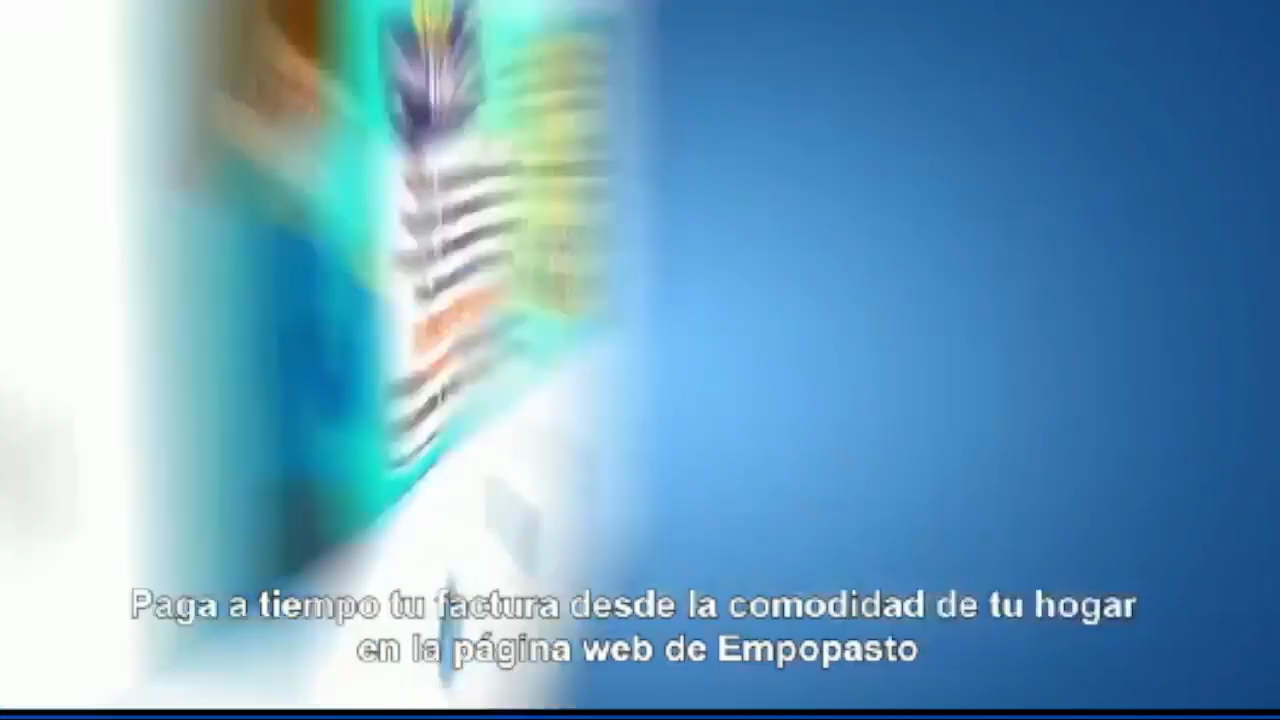 Paga a tiempo tu factura desde la comodidad de tu hogar
en la página web de Empopasto